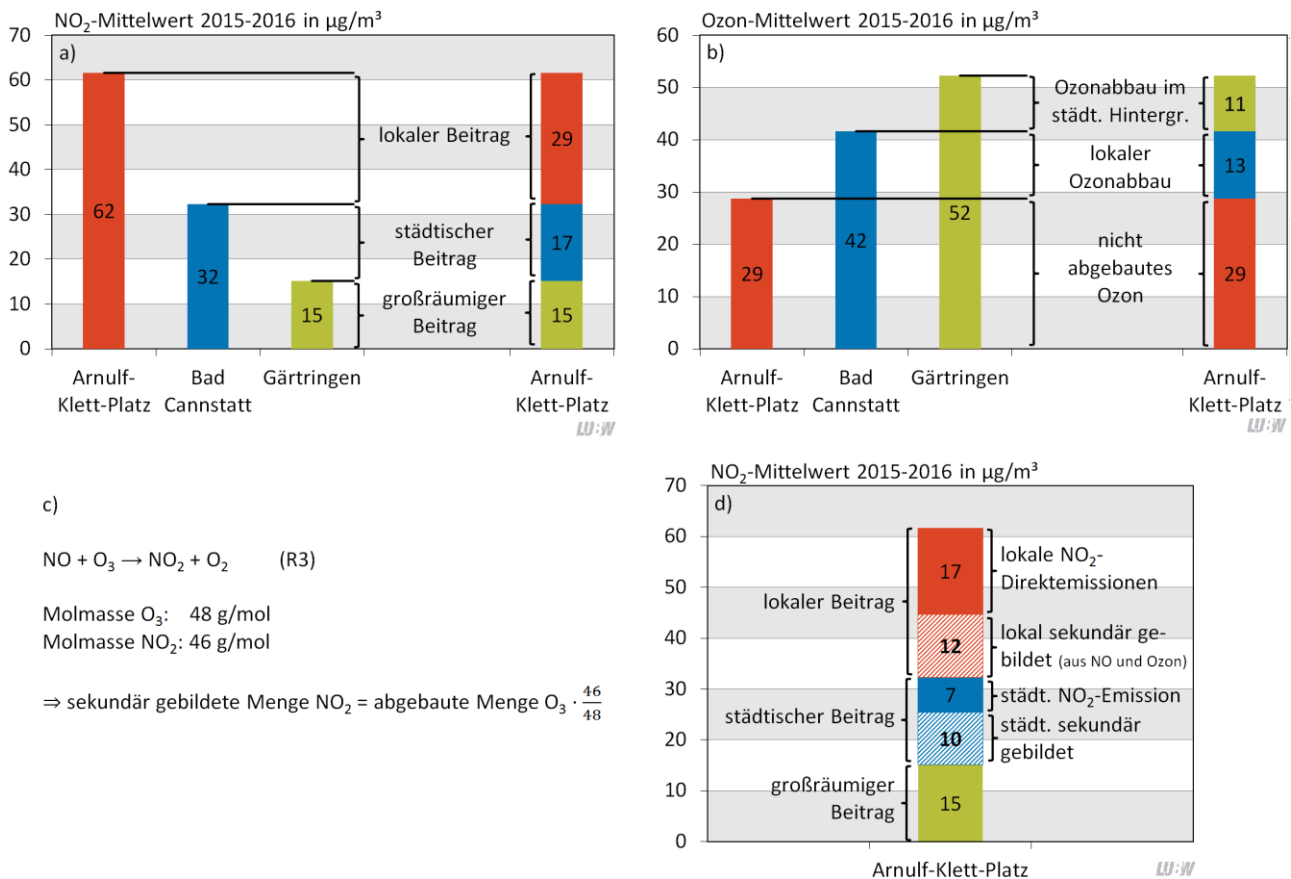 NO₂-Mittelwert 2015-2016 in µg/m³
a)
70
60
50
40
30
20
10
0
62
32
15
lokaler Beitrag
städtischer
Beitrag
großräumiger
Beitrag
29
17
15
Arnulf-
Klett-Platz
Bad
Cannstatt
Gärtringen
Arnulf-
Klett-Platz
LU:W
Ozon-Mittelwert 2015-2016 in µg/m³
b)
60
50
40
30
20
10
0
29
42
52
Ozonabbau im
städt. Hintergr.
lokaler
Ozonabbau
nicht
abgebautes
Ozon
11
13
29
Arnulf-
Klett-Platz
Bad
Cannstatt
Gärtringen
Arnulf-
Klett-Platz
LU:W
c)
NO + O₃ → NO₂ + O₂ (R3)
Molmasse O₃: 48 g/mol
Molmasse NO₂: 46 g/mol
⇒ sekundär gebildete Menge NO₂ = abgebaute Menge O₃ · 46/48
NO₂-Mittelwert 2015-2016 in µg/m³
d)
70
60
50
40
30
20
10
0
lokaler Beitrag
städtischer Beitrag
großräumiger
Beitrag
17
12
7
10
15
lokale NO₂-
Direktemissionen
lokal sekundär ge-
bildet (aus NO und Ozon)
städt. NO₂-Emission
städt. sekundär
gebildet
Arnulf-Klett-Platz
LU:W